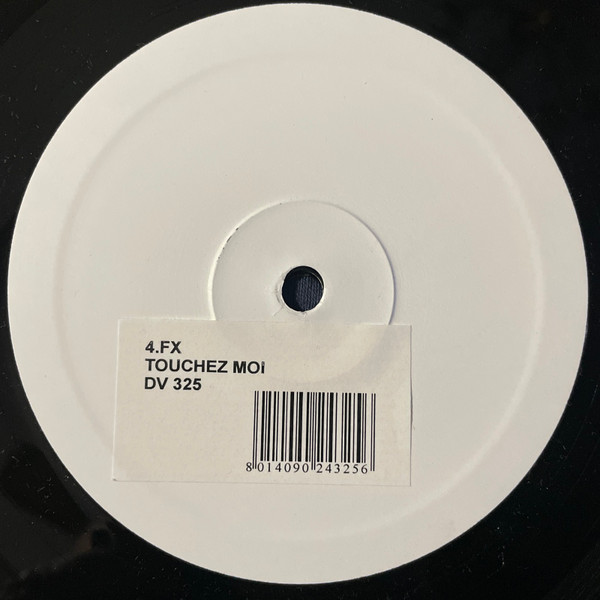 4.FX
TOUCHEZ MOI
DV 325
8 014090 243256